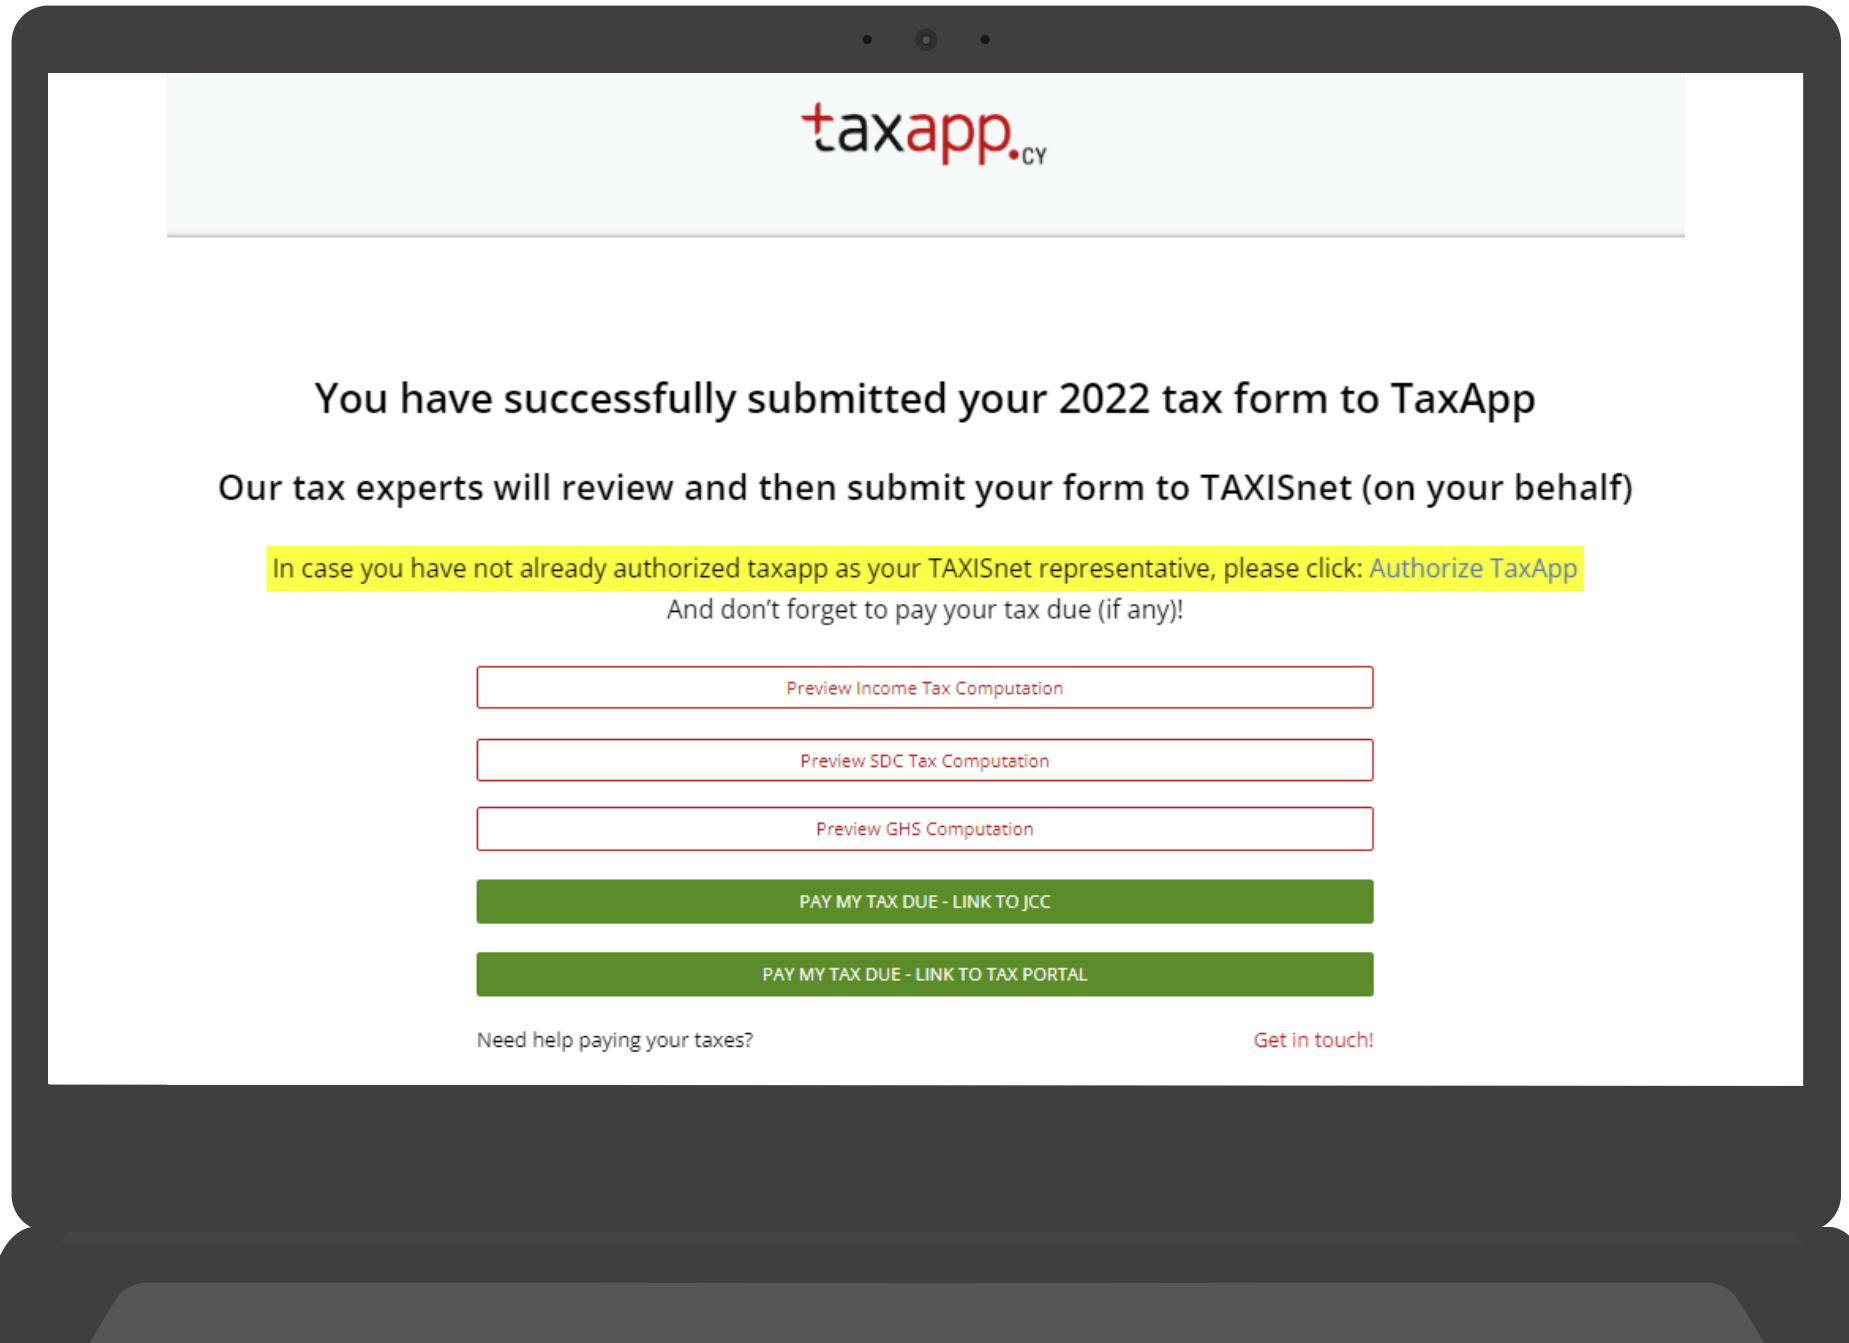 taxapp.CY
You have successfully submitted your 2022 tax form to TaxApp
Our tax experts will review and then submit your form to TAXISnet (on your behalf)
In case you have not already authorized taxapp as your TAXISnet representative, please click: Authorize TaxApp
And don't forget to pay your tax due (if any)!
Preview Income Tax Computation
Preview SDC Tax Computation
Preview GHS Computation
PAY MY TAX DUE - LINK TO JCC
PAY MY TAX DUE - LINK TO TAX PORTAL
Need help paying your taxes? Get in touch!